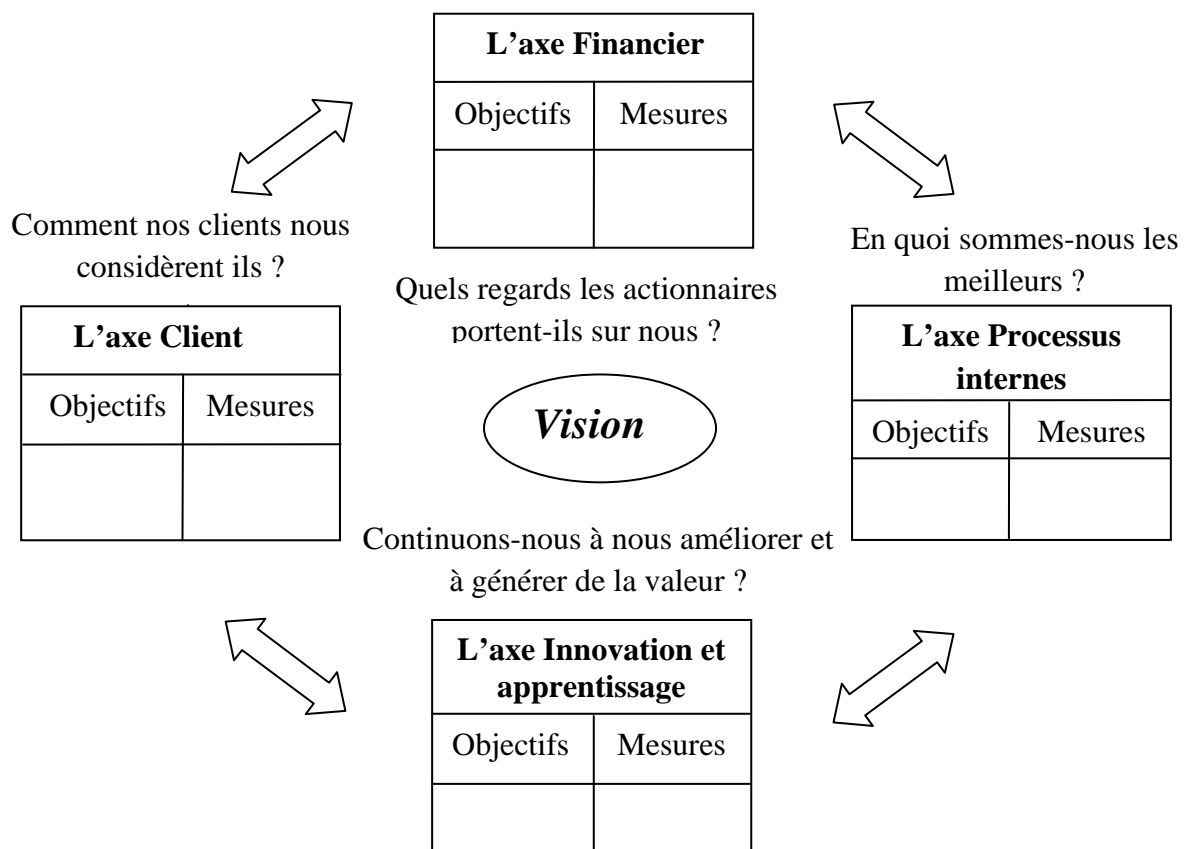 L’axe Financier
Objectifs Mesures
Comment nos clients nous
considèrent ils ?
En quoi sommes-nous les
meilleurs ?
Quels regards les actionnaires
portent-ils sur nous ?
L’axe Client
Objectifs Mesures
L’axe Processus
internes
Objectifs Mesures
Vision
Continuons-nous à nous améliorer et
à générer de la valeur ?
L’axe Innovation et
apprentissage
Objectifs Mesures